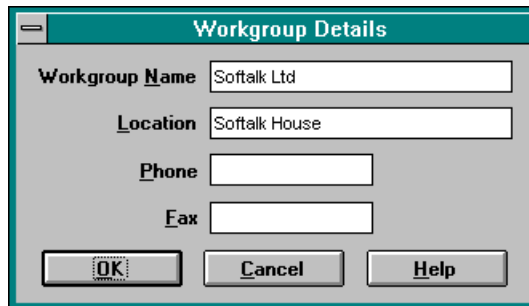 Workgroup Details
Workgroup Name Softalk Ltd
Location Softalk House
Phone
Fax
OK Cancel Help